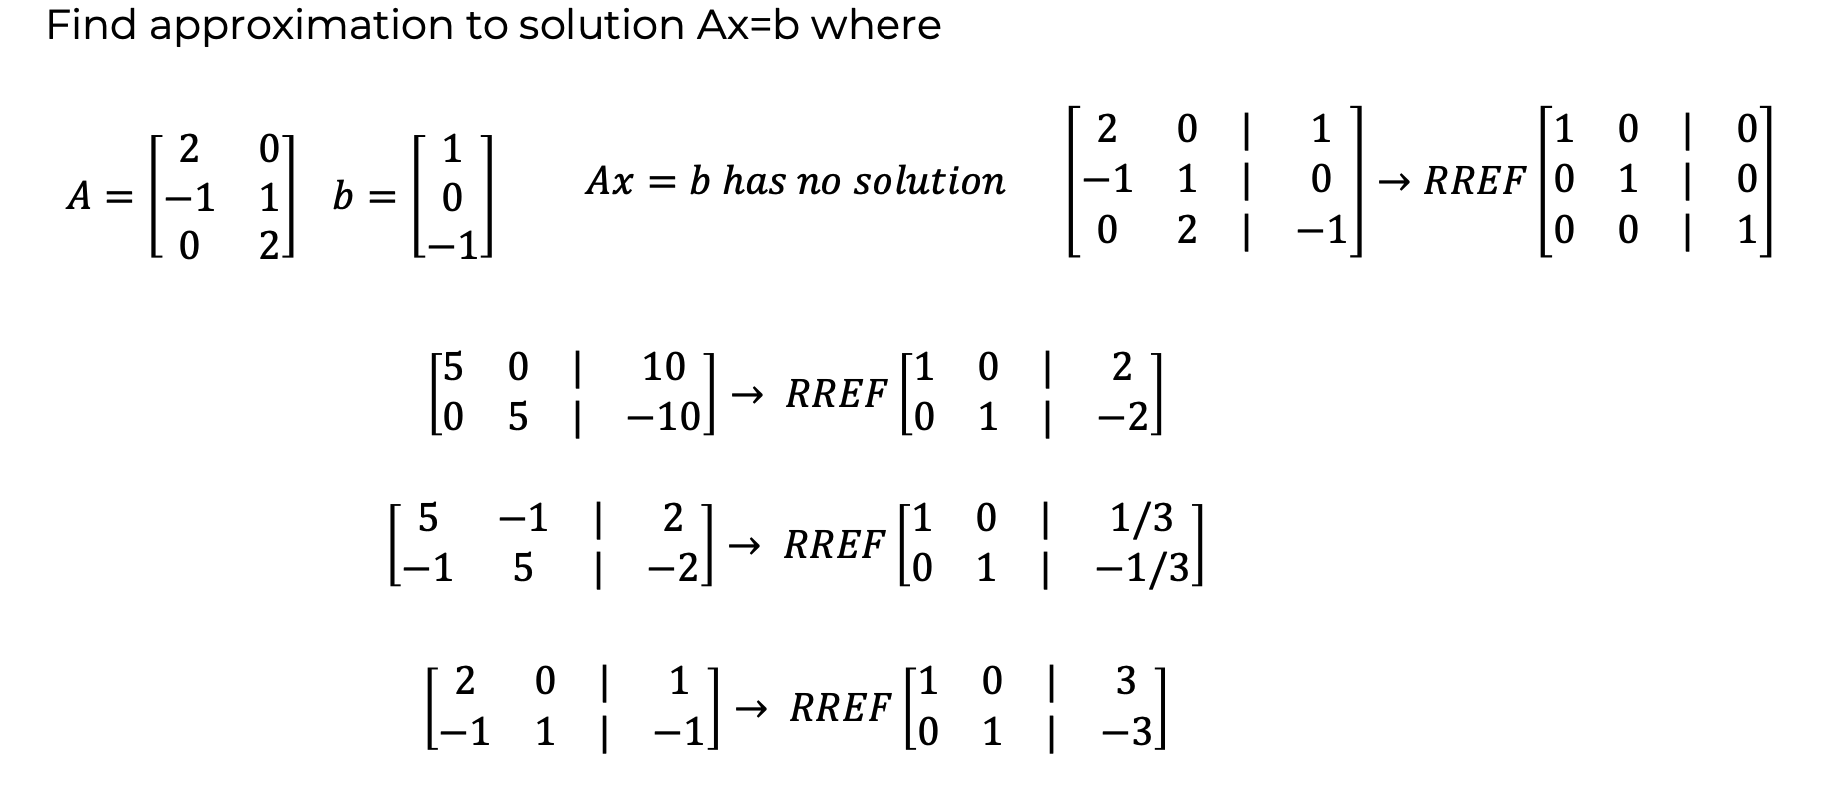 Find approximation to solution Ax=b where
A = [2 0; −1 1; 0 2] b = [1; 0; −1] Ax = b has no solution [2 0 | 1; −1 1 | 0; 0 2 | −1] → RREF [1 0 | 0; 0 1 | 0; 0 0 | 1]
[5 0 | 10; 0 5 | −10] → RREF [1 0 | 2; 0 1 | −2]
[5 −1 | 2; −1 5 | −2] → RREF [1 0 | 1/3; 0 1 | −1/3]
[2 0 | 1; −1 1 | −1] → RREF [1 0 | 3; 0 1 | −3]